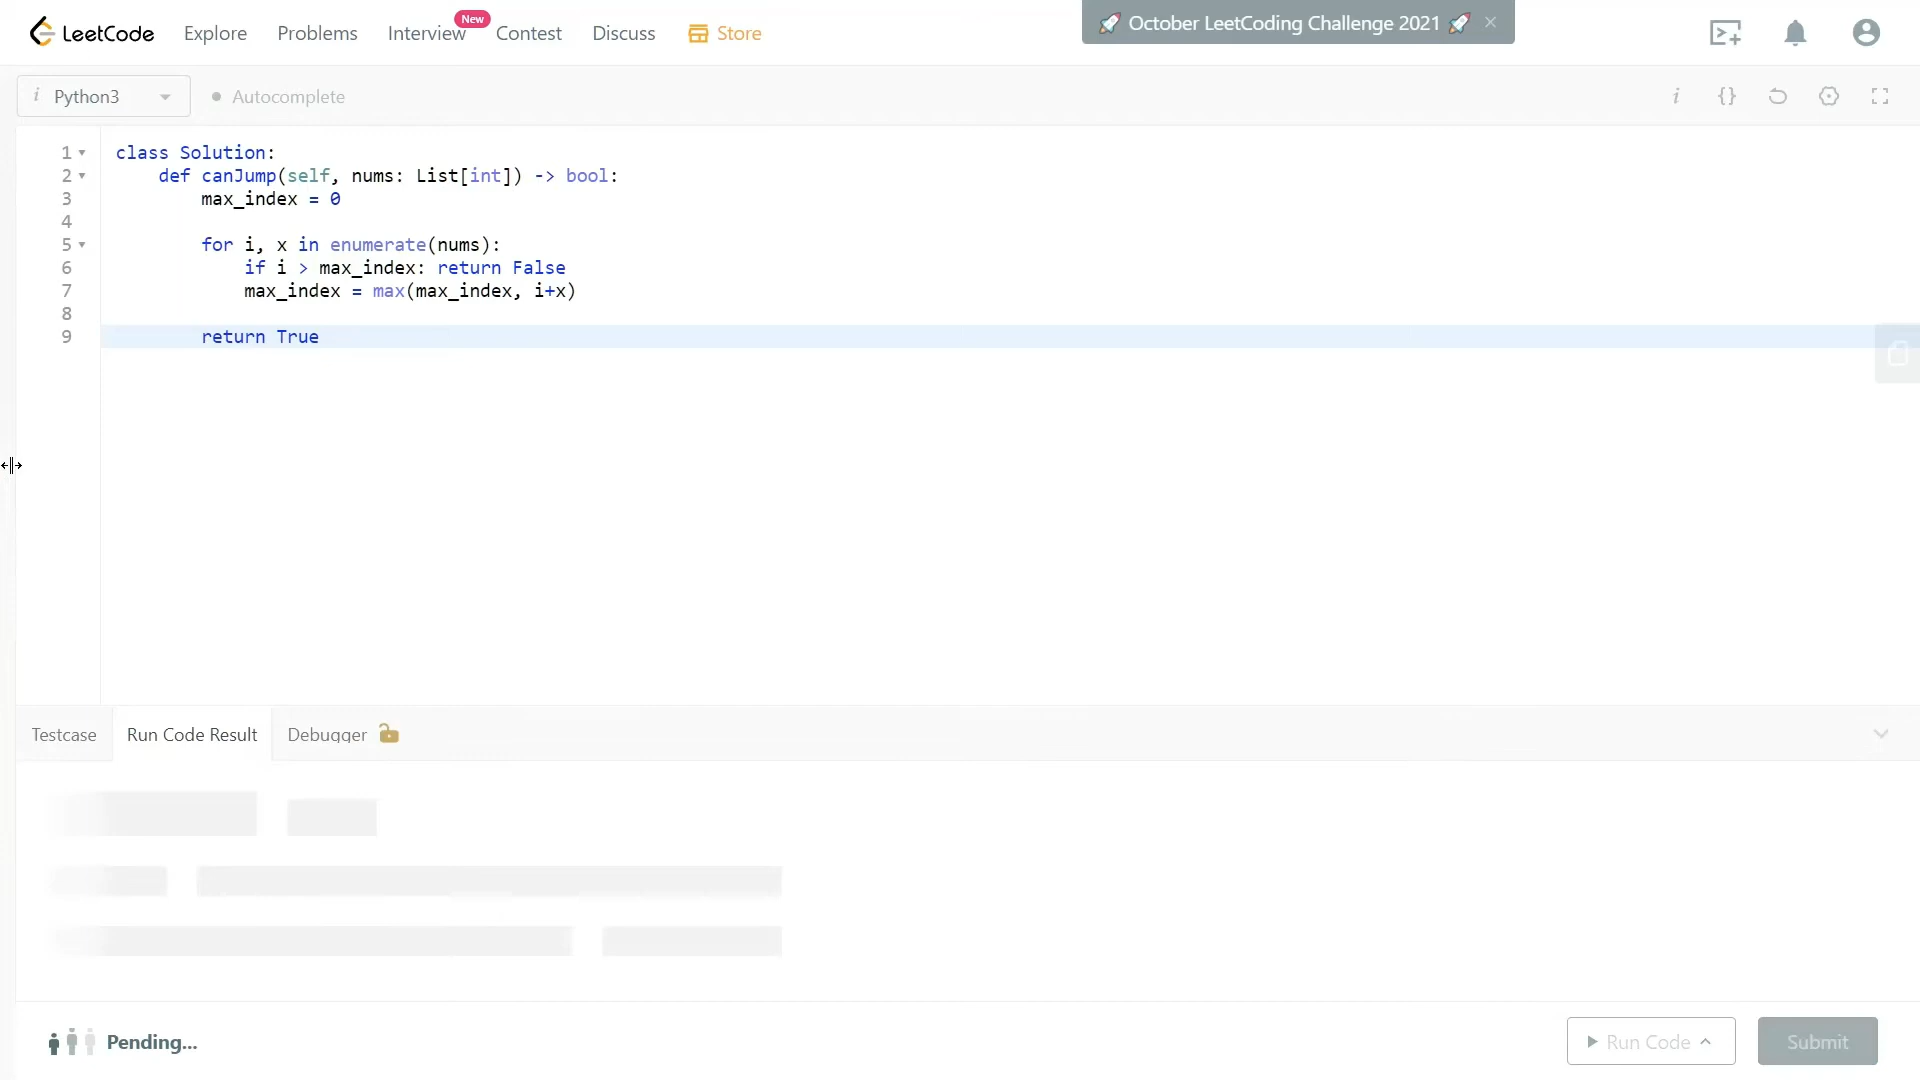 LeetCode Explore Problems Interview New Contest Discuss Store 🚀 October LeetCoding Challenge 2021 🚀 ×
i Python3 Autocomplete i {}
1 class Solution:
2     def canJump(self, nums: List[int]) -> bool:
3         max_index = 0
4
5         for i, x in enumerate(nums):
6             if i > max_index: return False
7             max_index = max(max_index, i+x)
8
9         return True
Testcase Run Code Result Debugger
Pending... Run Code Submit